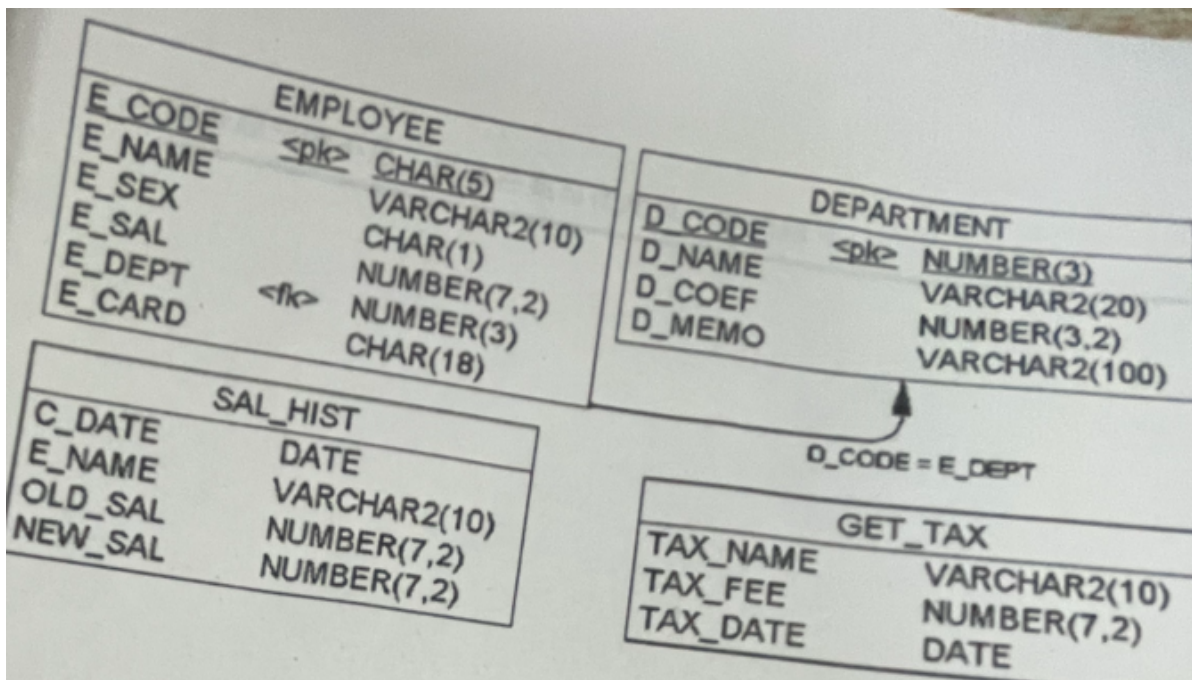 EMPLOYEE
E_CODE <pk> CHAR(5)
E_NAME VARCHAR2(10)
E_SEX CHAR(1)
E_SAL NUMBER(7,2)
E_DEPT <fk> NUMBER(3)
E_CARD CHAR(18)
DEPARTMENT
D_CODE <pk> NUMBER(3)
D_NAME VARCHAR2(20)
D_COEF NUMBER(3,2)
D_MEMO VARCHAR2(100)
D_CODE = E_DEPT
SAL_HIST
C_DATE DATE
E_NAME VARCHAR2(10)
OLD_SAL NUMBER(7,2)
NEW_SAL NUMBER(7,2)
GET_TAX
TAX_NAME VARCHAR2(10)
TAX_FEE NUMBER(7,2)
TAX_DATE DATE